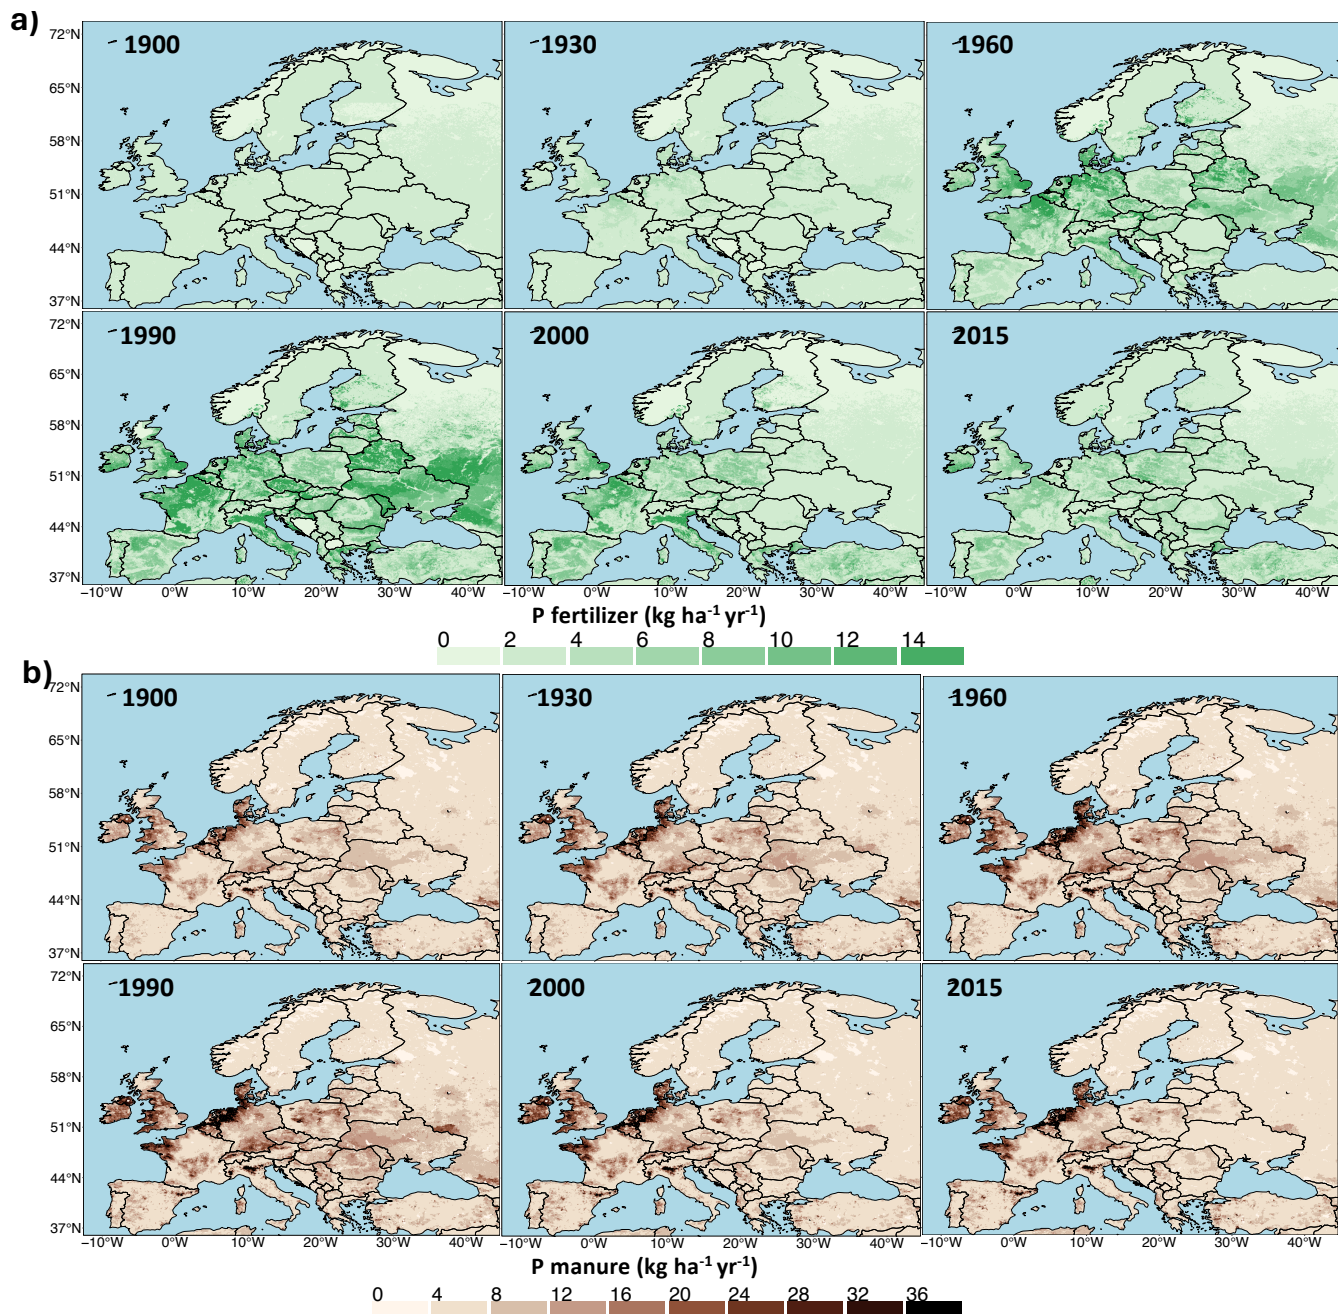 a)
1900 1930 1960
72°N
65°N
58°N
51°N
44°N
37°N
1990 2000 2015
72°N
65°N
58°N
51°N
44°N
37°N
−10°W 0°W 10°W 20°W 30°W 40°W −10°W 0°W 10°W 20°W 30°W 40°W −10°W 0°W 10°W 20°W 30°W 40°W
P fertilizer (kg ha⁻¹ yr⁻¹)
0 2 4 6 8 10 12 14
b)
1900 1930 1960
72°N
65°N
58°N
51°N
44°N
37°N
1990 2000 2015
72°N
65°N
58°N
51°N
44°N
37°N
−10°W 0°W 10°W 20°W 30°W 40°W −10°W 0°W 10°W 20°W 30°W 40°W −10°W 0°W 10°W 20°W 30°W 40°W
P manure (kg ha⁻¹ yr⁻¹)
0 4 8 12 16 20 24 28 32 36